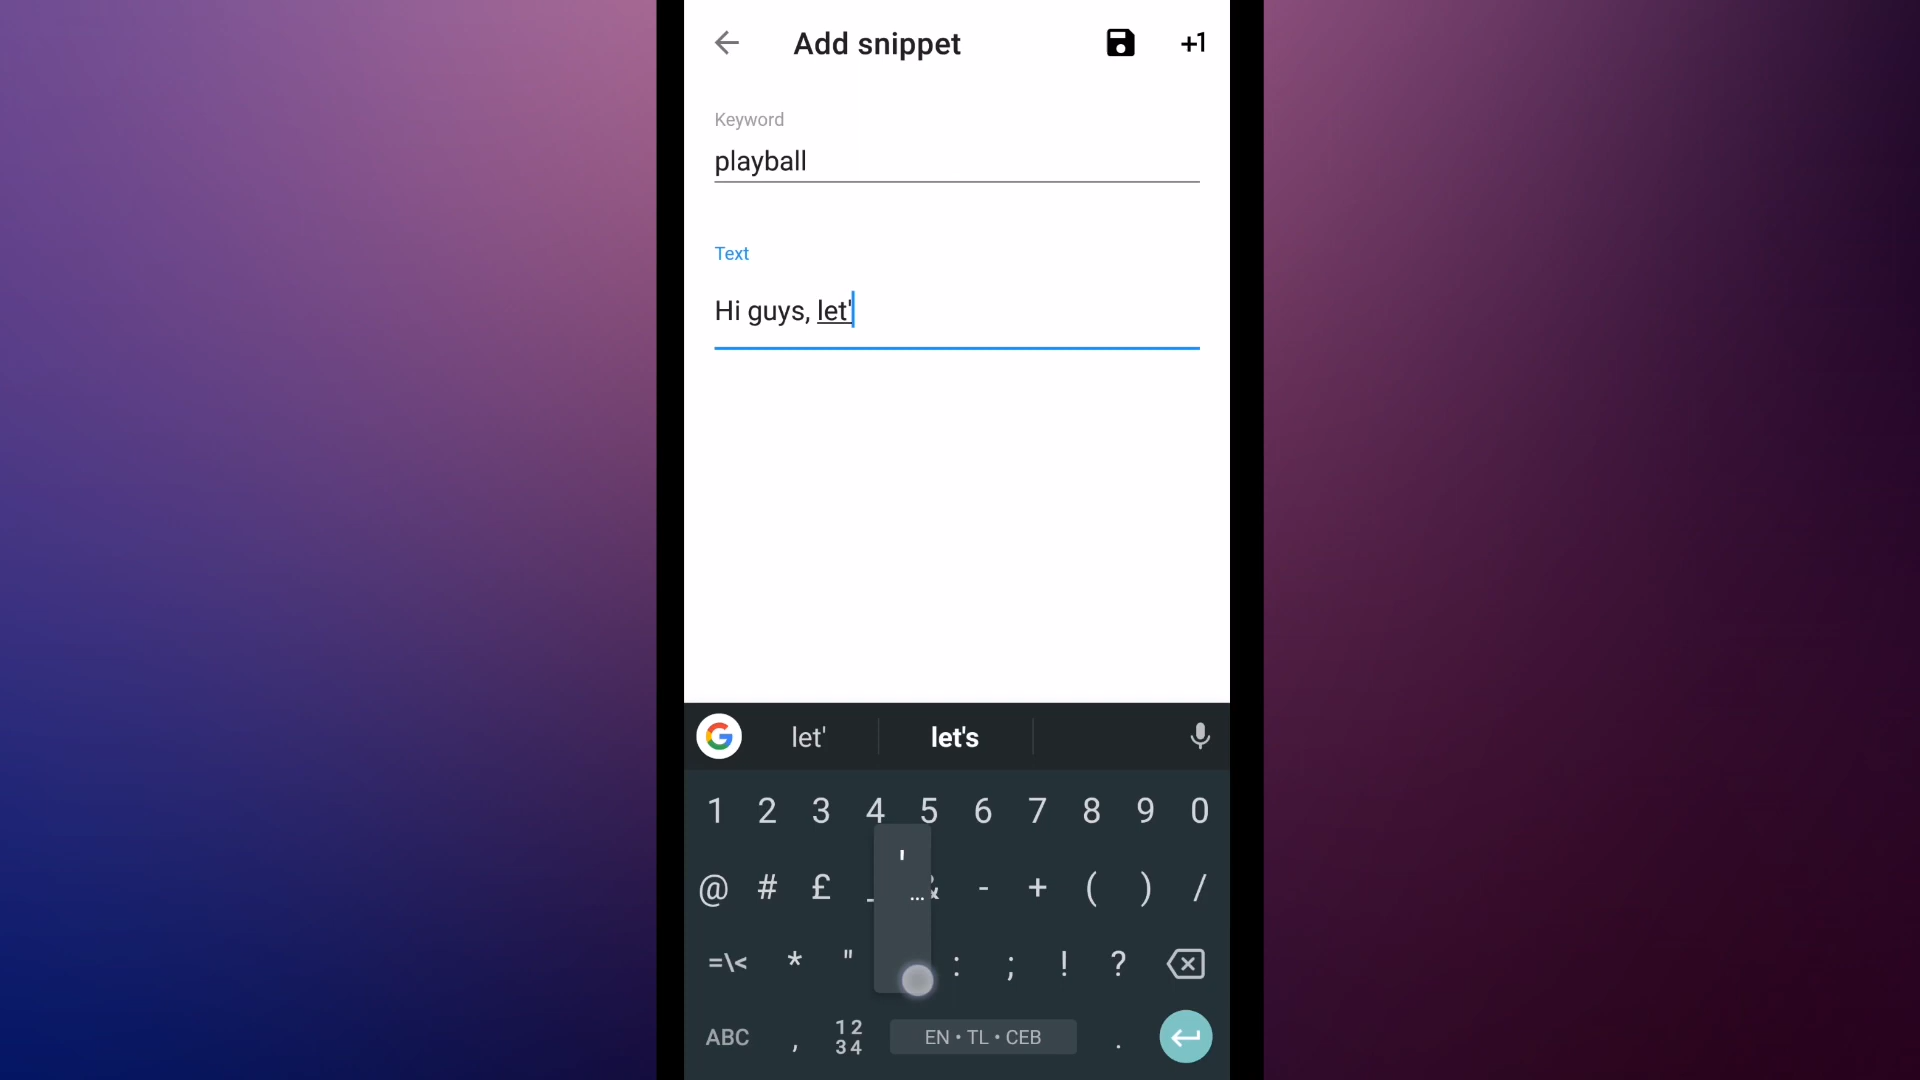 Add snippet +1
Keyword
playball
Text
Hi guys, let'
G let' let's
1 2 3 4 5 6 7 8 9 0
@ # £ _ ' … & - + ( ) /
=\< * " : ; ! ?
ABC , 12 34 EN • TL • CEB .